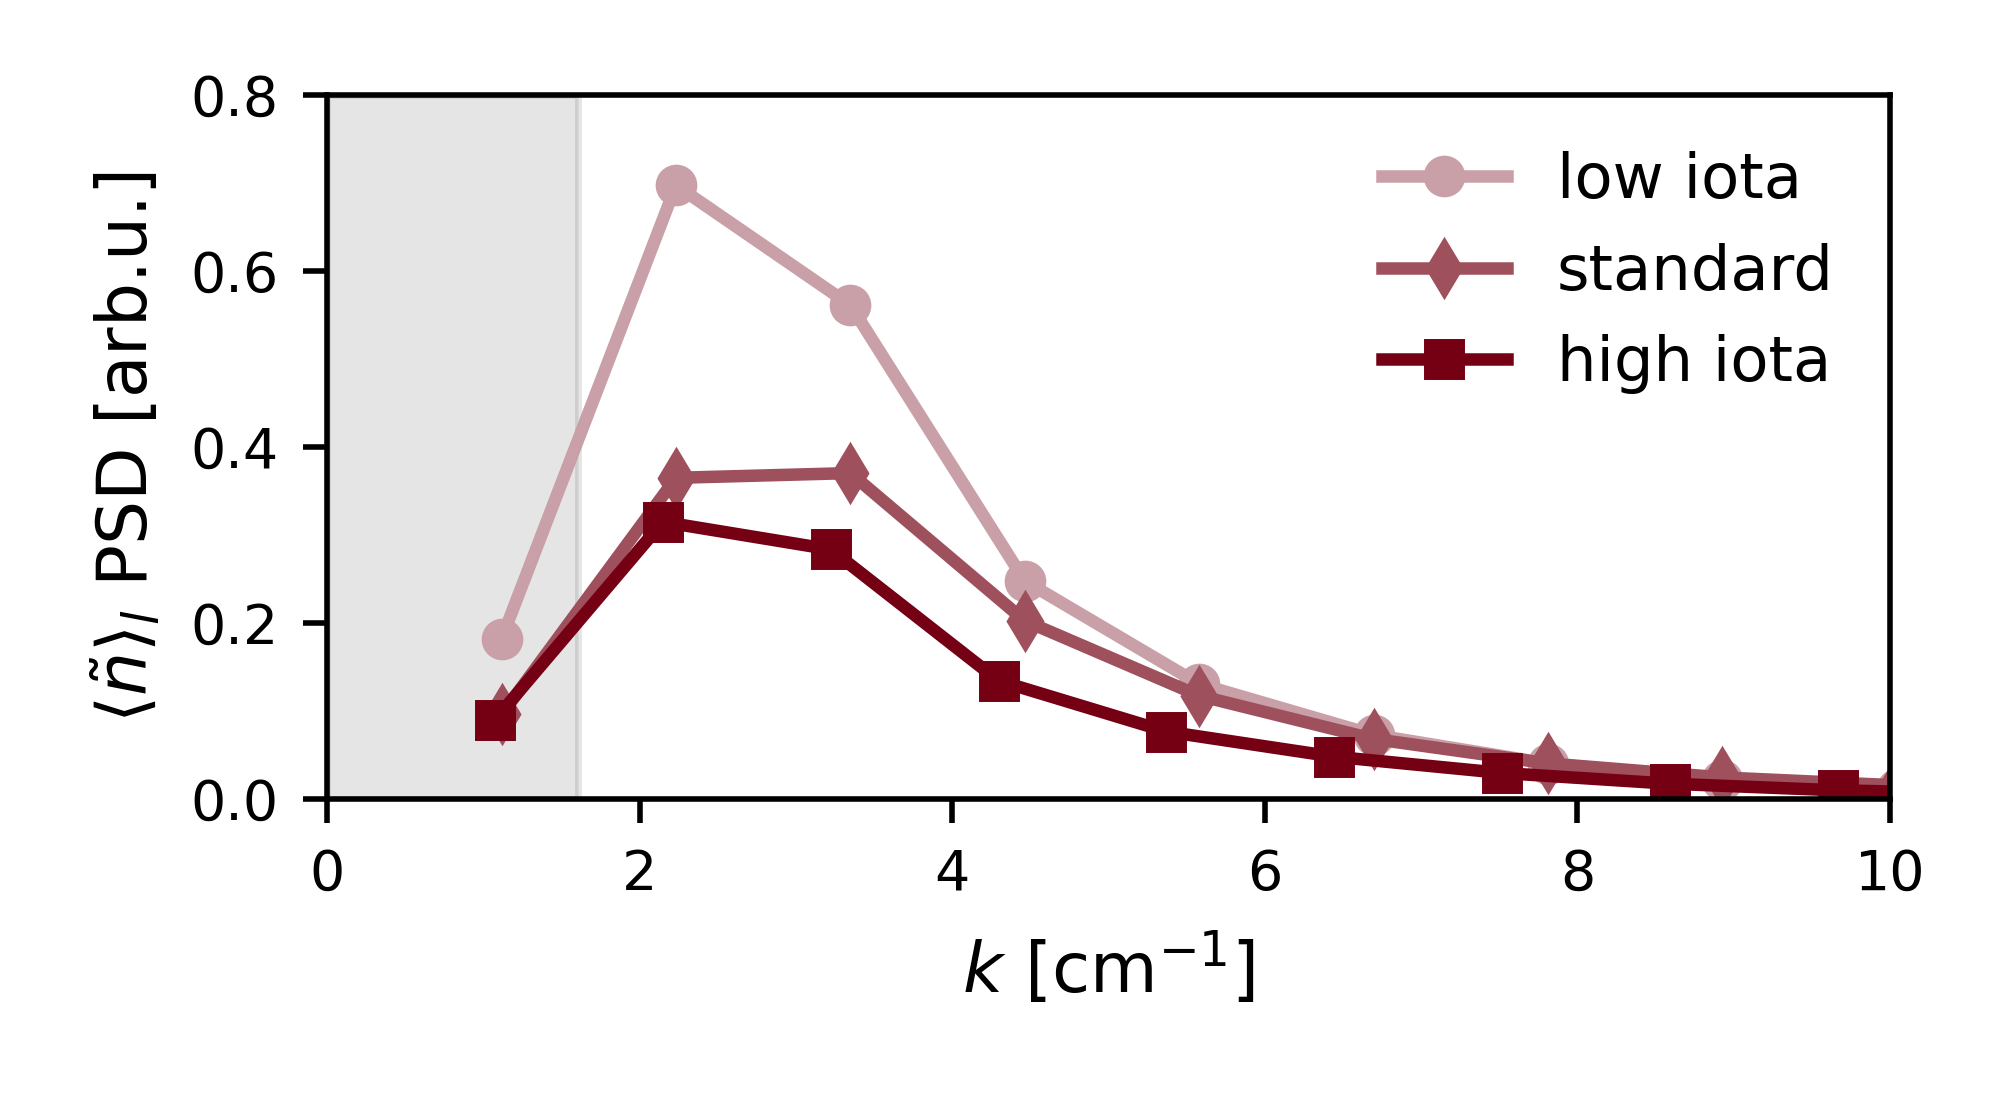 ⟨ñ⟩ₗ PSD [arb.u.]
0.8
0.6
0.4
0.2
0.0
low iota
standard
high iota
0 2 4 6 8 10
k [cm⁻¹]